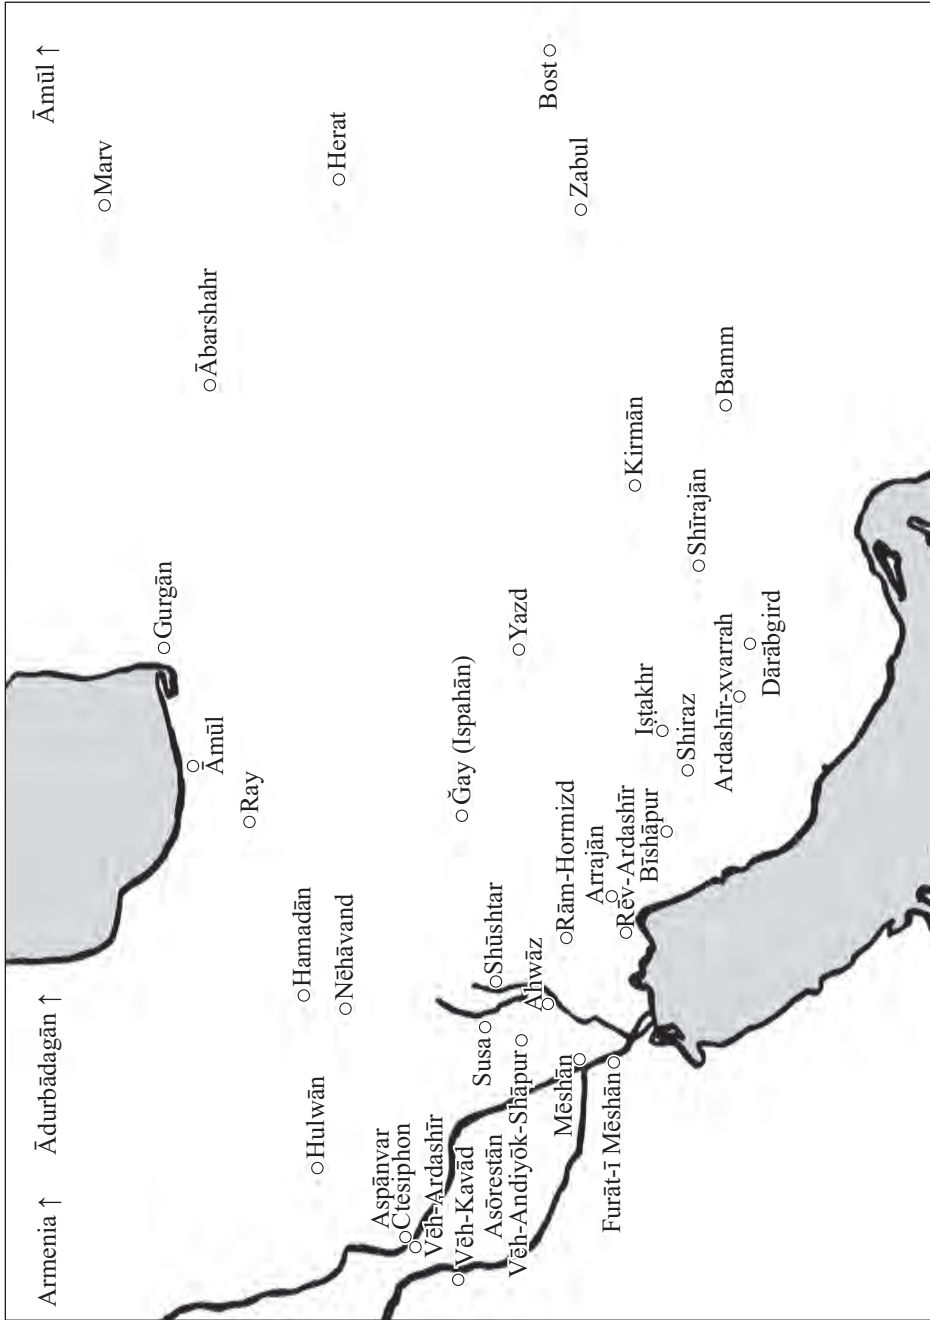 Armenia ↑
Ādurbādagān ↑
Āmūl ↑
Marv
Gurgān
Āmūl
Ābarshahr
Ray
Hamadān
Hulwān
Nēhāvand
Herat
Aspānvar
Ctesiphon
Vēh-Ardashīr
Vēh-Kavād
Ğay (Ispahān)
Susa
Shūshtar
Asōrestān
Vēh-Andiyōk-Shāpur
Yazd
Ahwāz
Bost
Rām-Hormizd
Mēshān
Zabul
Arrajān
Furāt-ī Mēshān
Rēv-Ardashīr
Bīshāpur
Kirmān
Iṣṭakhr
Shiraz
Shīrajān
Ardashīr-xvarrah
Bamm
Dārābgird